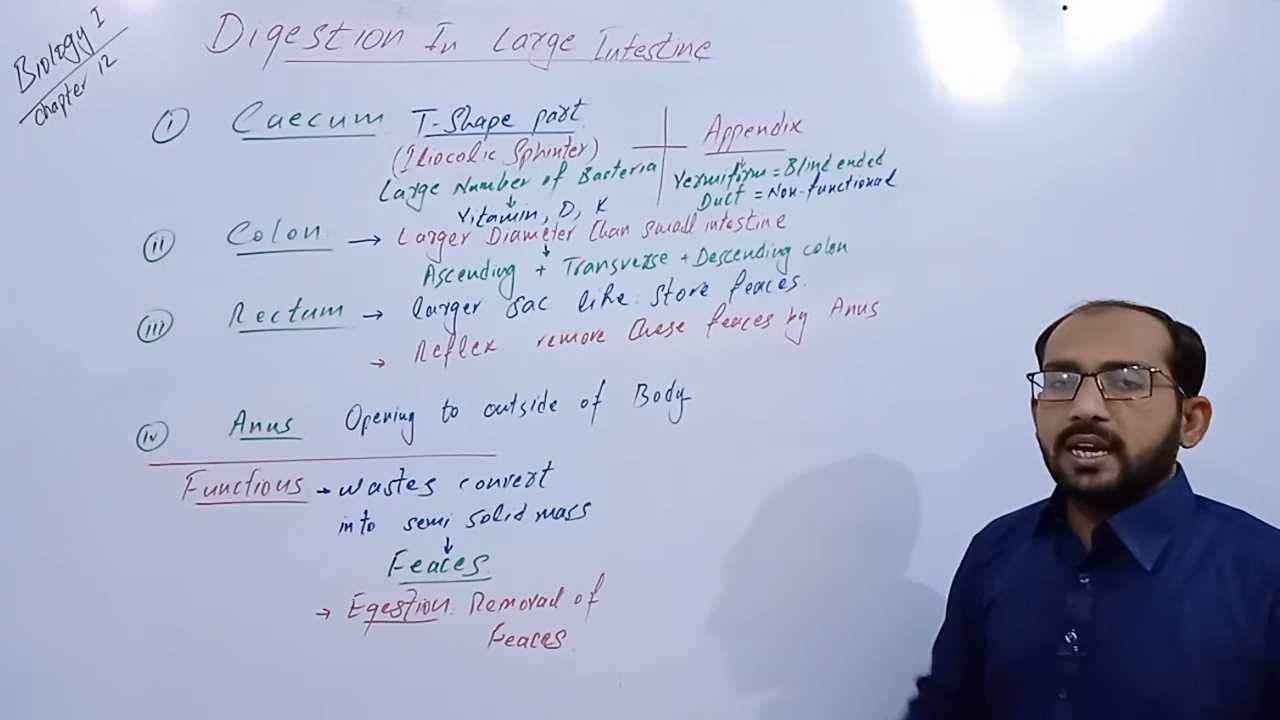 Biology I
Chapter 12
Digestion In Large Intestine
(i) Caecum T-Shape part
(Iliocolic Sphinter)
Large Number of Bacteria
Vitamin, D, K
Appendix
Vermiform = Blind ended
Duct = Non-functional
(ii) Colon. → Larger Diameter than small intestine
Ascending + Transverse + Descending colon
(iii) Rectum → larger sac like: store feaces.
→ Reflex remove these feaces by Anus
(iv) Anus Opening to outside of Body
Functions → wastes convert
into semi solid mass
Feaces.
→ Egestion. Removal of
Feaces.